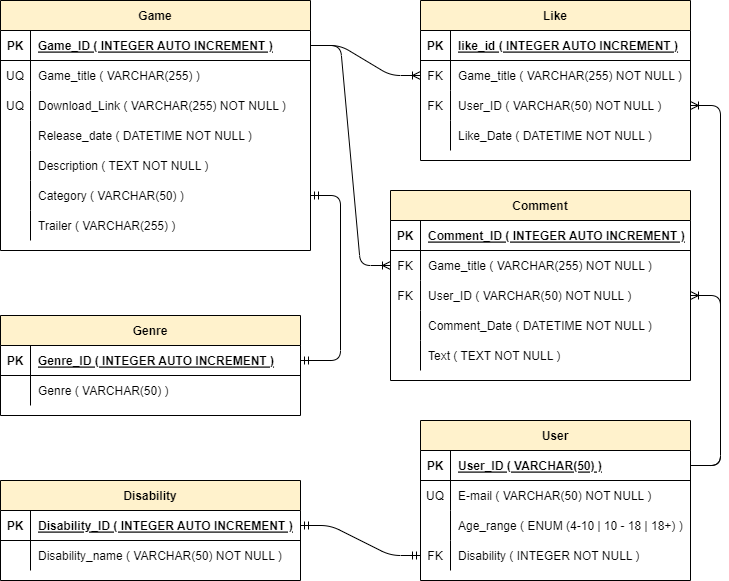 Game
PK Game_ID ( INTEGER AUTO INCREMENT )
UQ Game_title ( VARCHAR(255) )
UQ Download_Link ( VARCHAR(255) NOT NULL )
Release_date ( DATETIME NOT NULL )
Description ( TEXT NOT NULL )
Category ( VARCHAR(50) )
Trailer ( VARCHAR(255) )
Like
PK like_id ( INTEGER AUTO INCREMENT )
FK Game_title ( VARCHAR(255) NOT NULL )
FK User_ID ( VARCHAR(50) NOT NULL )
Like_Date ( DATETIME NOT NULL )
Comment
PK Comment_ID ( INTEGER AUTO INCREMENT )
FK Game_title ( VARCHAR(255) NOT NULL )
FK User_ID ( VARCHAR(50) NOT NULL )
Comment_Date ( DATETIME NOT NULL )
Text ( TEXT NOT NULL )
Genre
PK Genre_ID ( INTEGER AUTO INCREMENT )
Genre ( VARCHAR(50) )
User
PK User_ID ( VARCHAR(50) )
UQ E-mail ( VARCHAR(50) NOT NULL )
Age_range ( ENUM (4-10 | 10 - 18 | 18+) )
FK Disability ( INTEGER NOT NULL )
Disability
PK Disability_ID ( INTEGER AUTO INCREMENT )
Disability_name ( VARCHAR(50) NOT NULL )